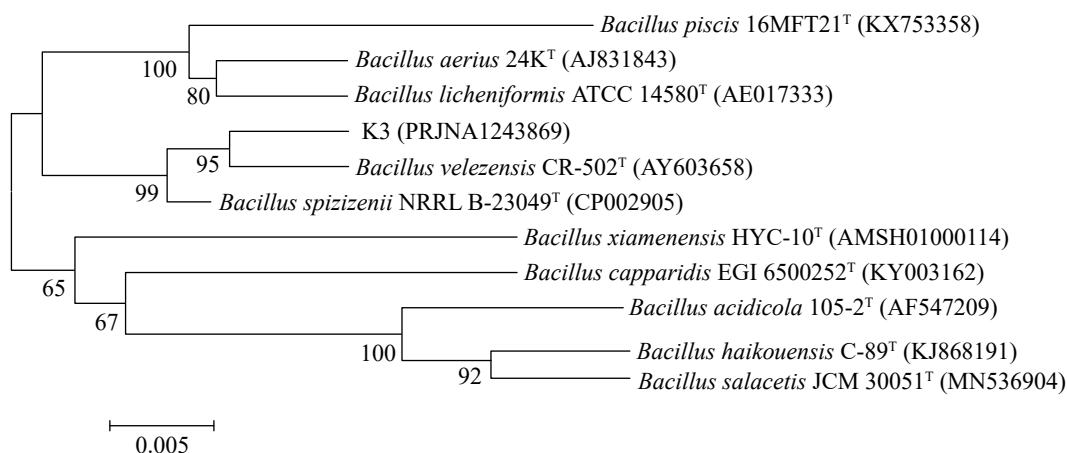 Bacillus piscis 16MFT21ᵀ (KX753358)
100
Bacillus aerius 24Kᵀ (AJ831843)
80
Bacillus licheniformis ATCC 14580ᵀ (AE017333)
K3 (PRJNA1243869)
95
Bacillus velezensis CR-502ᵀ (AY603658)
99
Bacillus spizizenii NRRL B-23049ᵀ (CP002905)
Bacillus xiamenensis HYC-10ᵀ (AMSH01000114)
65
Bacillus capparidis EGI 6500252ᵀ (KY003162)
67
Bacillus acidicola 105-2ᵀ (AF547209)
100
Bacillus haikouensis C-89ᵀ (KJ868191)
92
Bacillus salacetis JCM 30051ᵀ (MN536904)
0.005